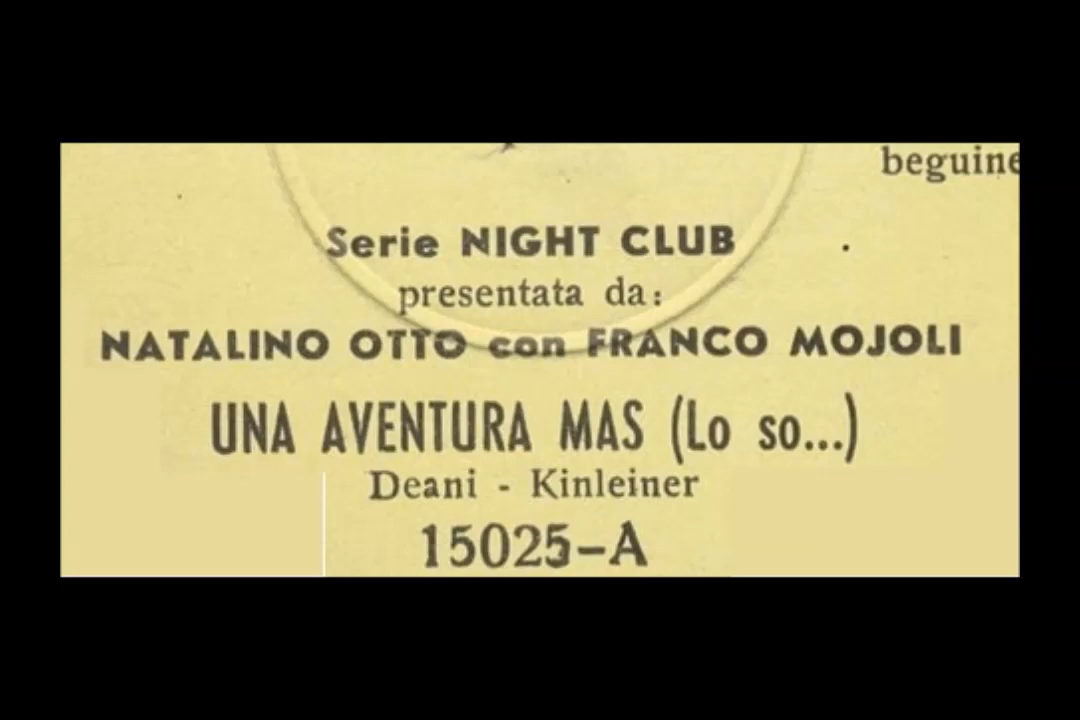 beguine
Serie NIGHT CLUB
presentata da:
NATALINO OTTO con FRANCO MOJOLI
UNA AVENTURA MAS (Lo so...)
Deani - Kinleiner
15025-A